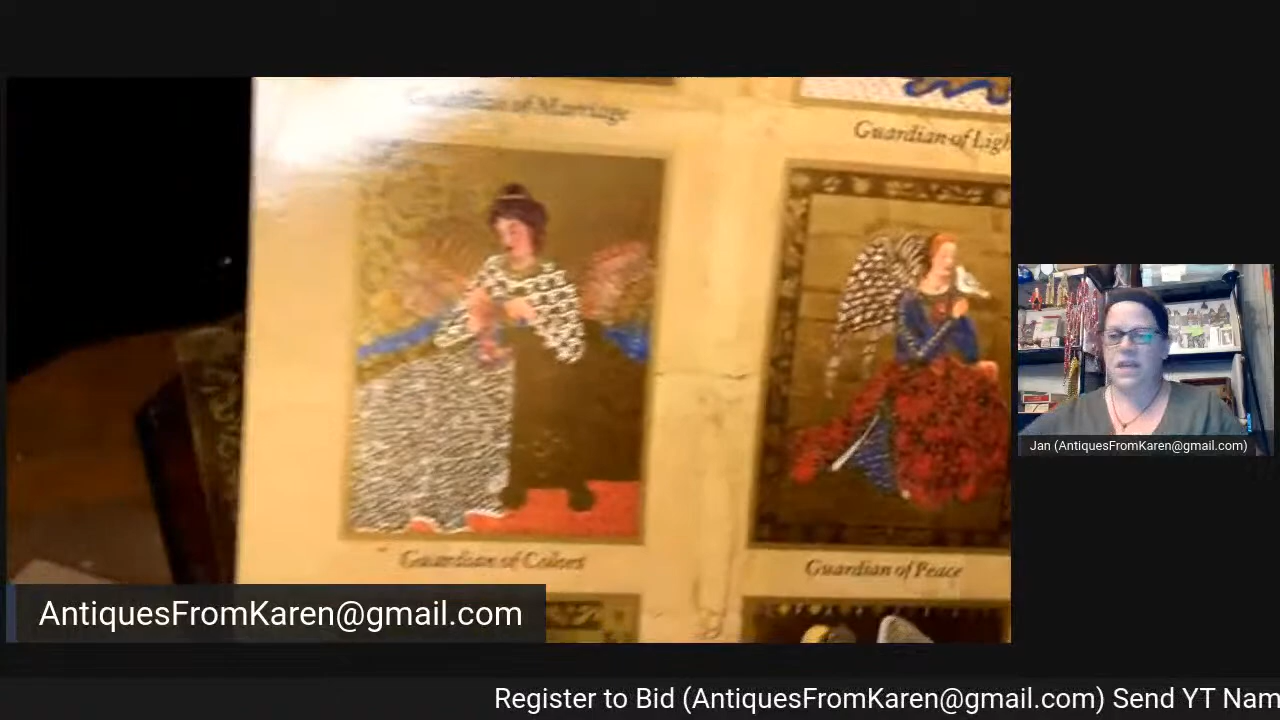 Guardian of Marriage
Guardian of Ligh
Guardian of Colors
Guardian of Peace
Jan (AntiquesFromKaren@gmail.com)
AntiquesFromKaren@gmail.com
Register to Bid (AntiquesFromKaren@gmail.com) Send YT Nam